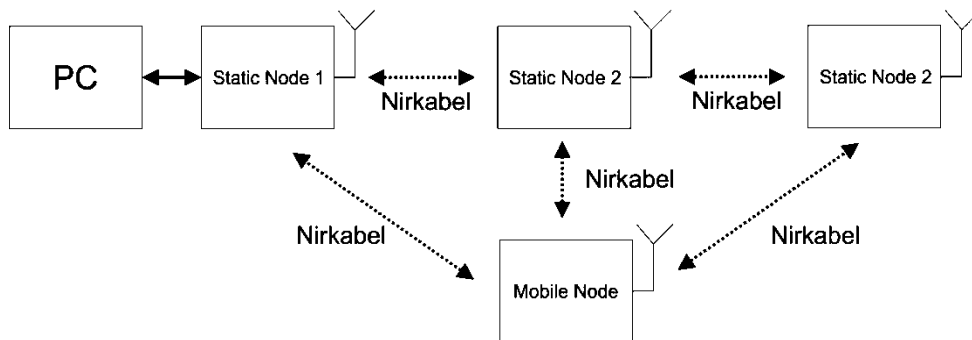 PC
Static Node 1
Static Node 2
Static Node 2
Nirkabel
Nirkabel
Nirkabel
Nirkabel
Nirkabel
Mobile Node